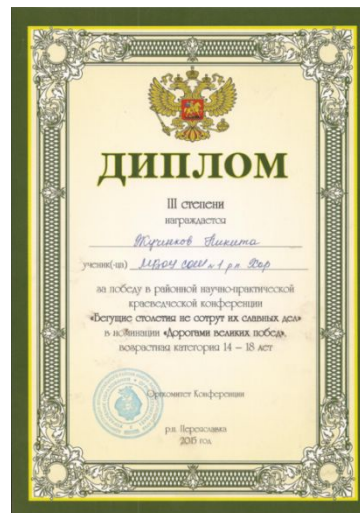 ДИПЛОМ
III степени
награждается
Никита
ученик(-ца) МБОУ СОШ №1 р.п. Хор
за победу в районной научно-практической
краеведческой конференции
«Бегущие столетия не сотрут их славных дел»
в номинации «Дорогами великих побед»,
возрастная категория 14 – 18 лет
Оргкомитет Конференции
р.п. Переяславка
2015 год